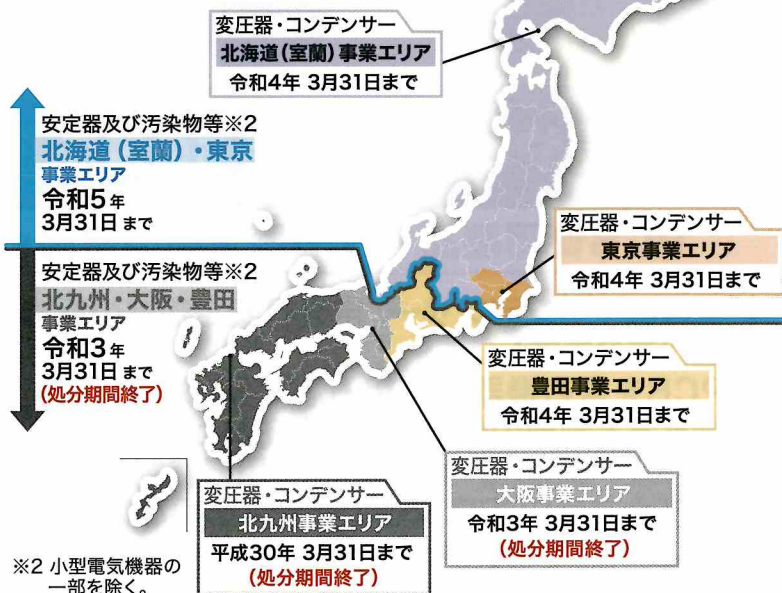 変圧器・コンデンサー
北海道(室蘭)事業エリア
令和4年 3月31日まで
安定器及び汚染物等※2
北海道(室蘭)・東京
事業エリア
令和5年
3月31日まで
変圧器・コンデンサー
東京事業エリア
令和4年 3月31日まで
安定器及び汚染物等※2
北九州・大阪・豊田
事業エリア
令和3年
3月31日まで
(処分期間終了)
変圧器・コンデンサー
豊田事業エリア
令和4年 3月31日まで
変圧器・コンデンサー
大阪事業エリア
令和3年 3月31日まで
(処分期間終了)
変圧器・コンデンサー
北九州事業エリア
平成30年 3月31日まで
(処分期間終了)
※2 小型電気機器の
一部を除く。